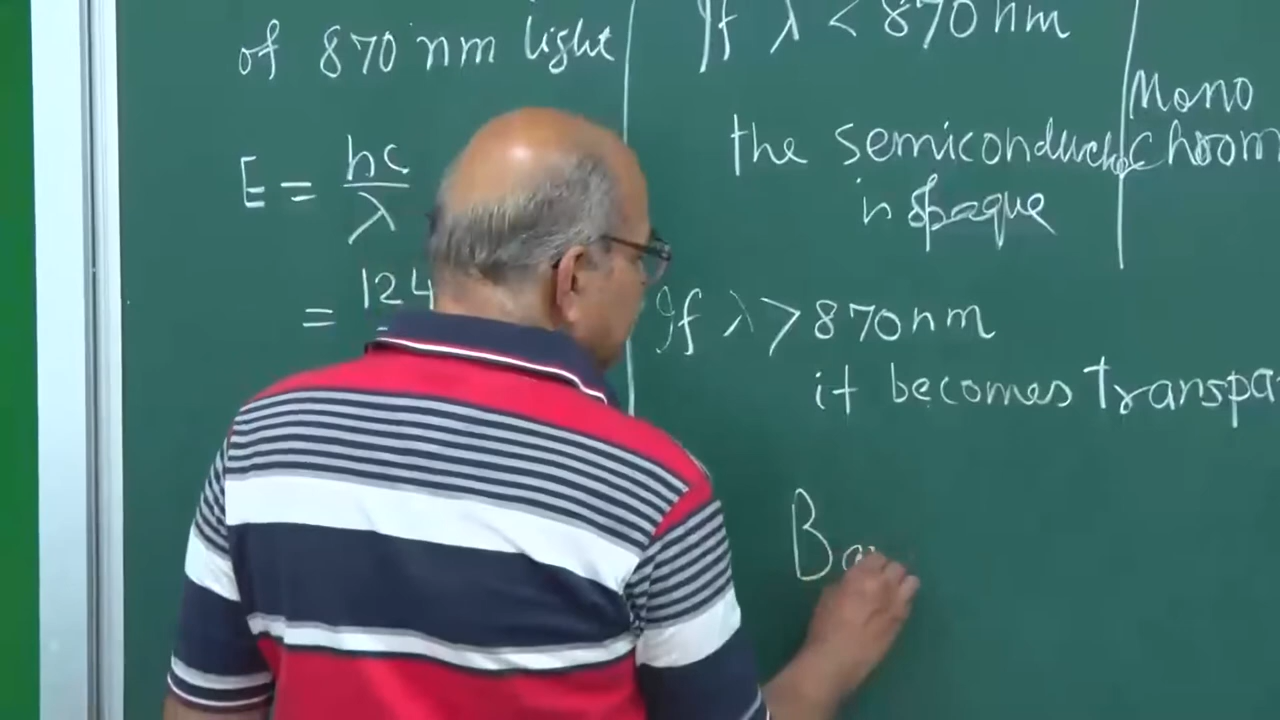 of 870 nm light
E = hc/λ
= 124
If λ < 870 nm
the semiconductor
is opaque
If λ > 870 nm
it becomes transpa
Ba
Mono
chrom